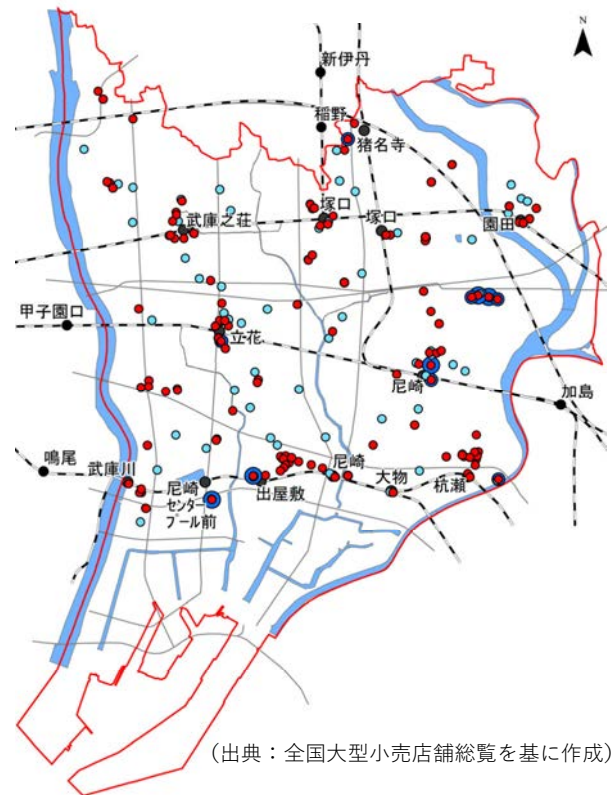 N
新伊丹
稲野
猪名寺
武庫之荘
塚口
塚口
園田
甲子園口
立花
尼崎
加島
鳴尾
武庫川
尼崎
センター
プール前
出屋敷
尼崎
大物
杭瀬
(出典：全国大型小売店舗総覧を基に作成)